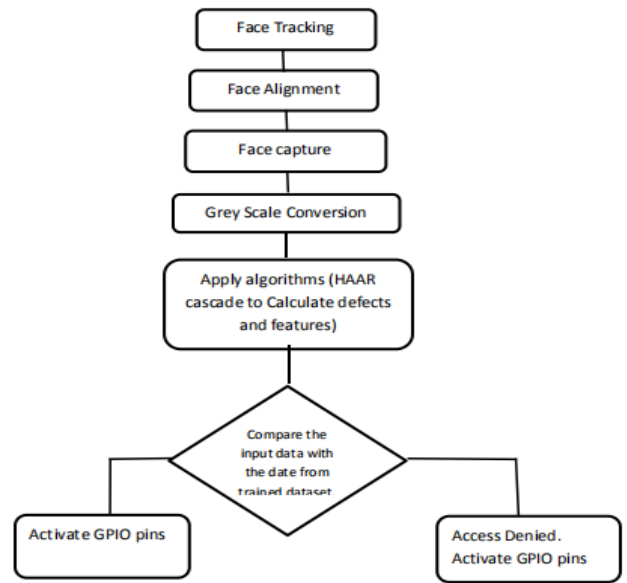 Face Tracking
Face Alignment
Face capture
Grey Scale Conversion
Apply algorithms (HAAR
cascade to Calculate defects
and features)
Compare the
input data with
the date from
trained dataset
Activate GPIO pins
Access Denied.
Activate GPIO pins